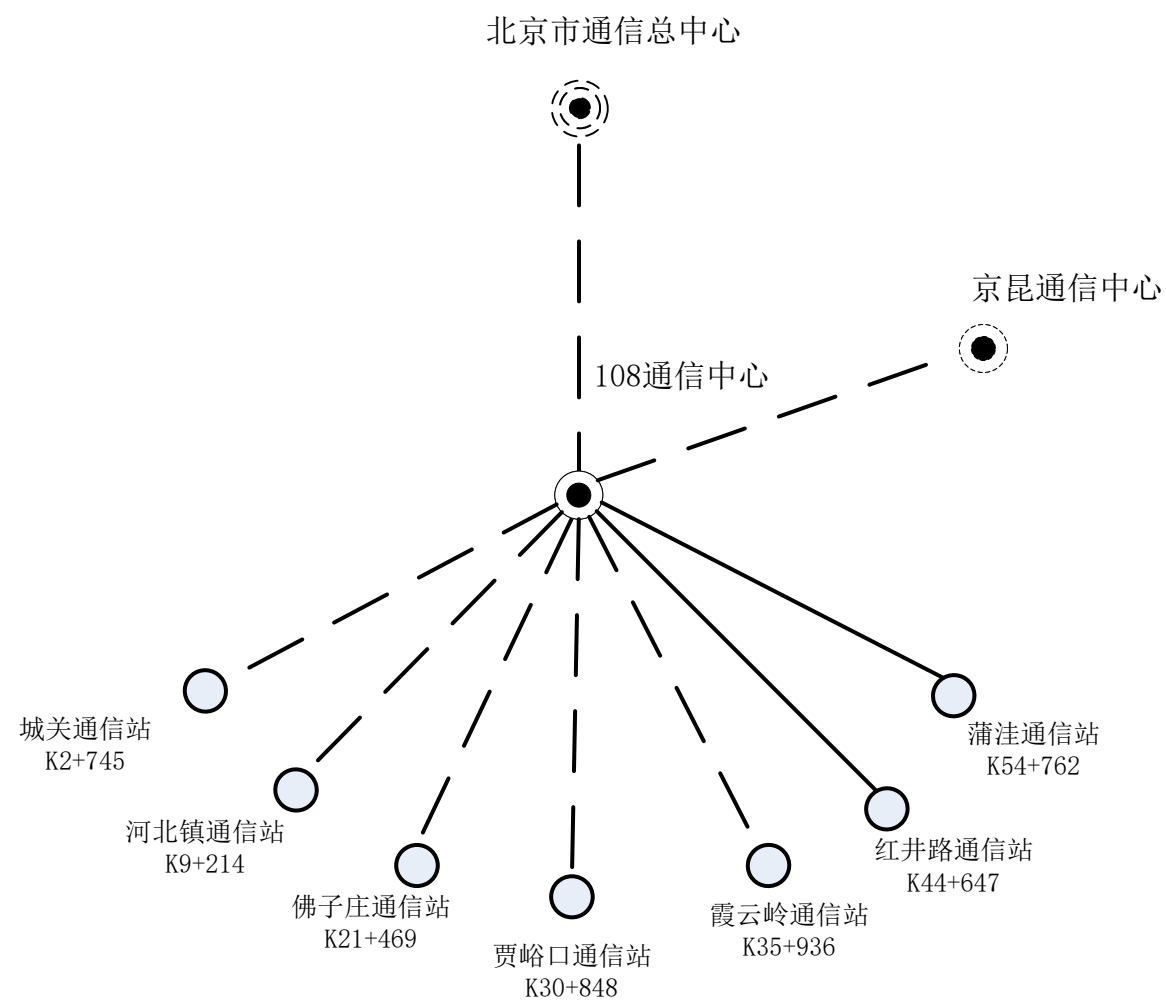 北京市通信总中心
京昆通信中心
108通信中心
城关通信站
K2+745
河北镇通信站
K9+214
佛子庄通信站
K21+469
贾峪口通信站
K30+848
霞云岭通信站
K35+936
红井路通信站
K44+647
蒲洼通信站
K54+762